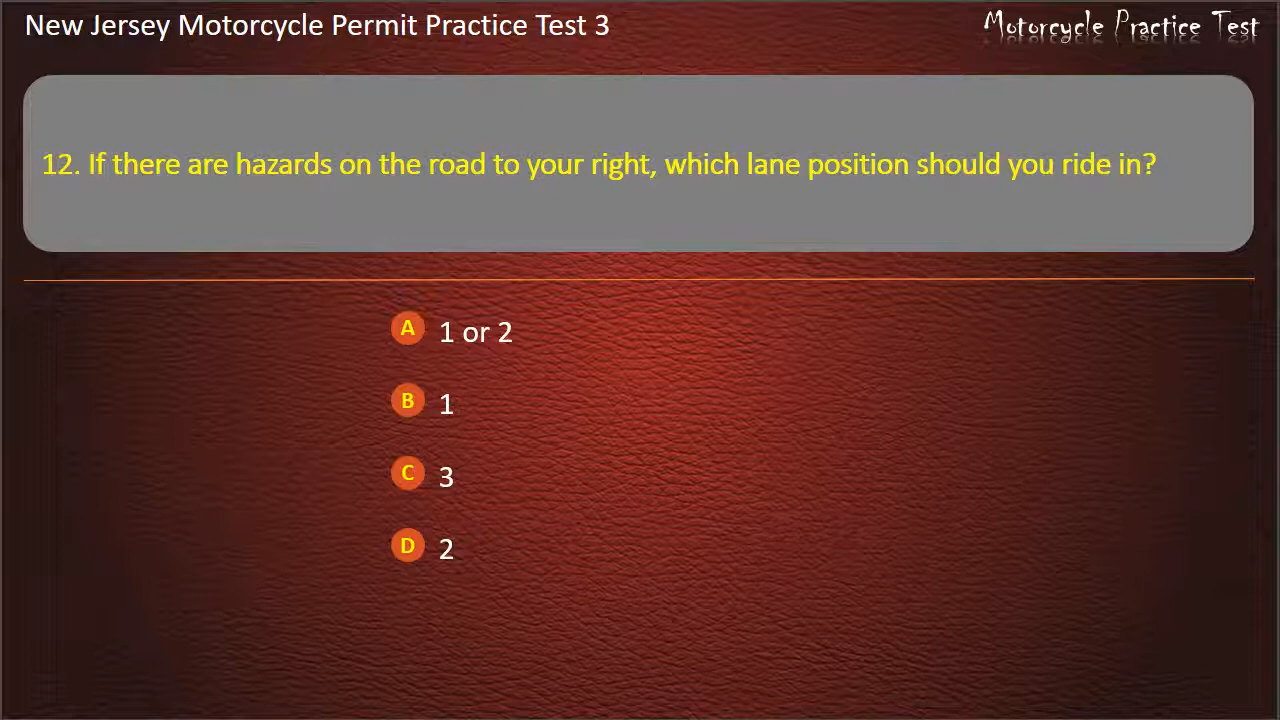 New Jersey Motorcycle Permit Practice Test 3
Motorcycle Practice Test
12. If there are hazards on the road to your right, which lane position should you ride in?
A 1 or 2
B 1
C 3
D 2